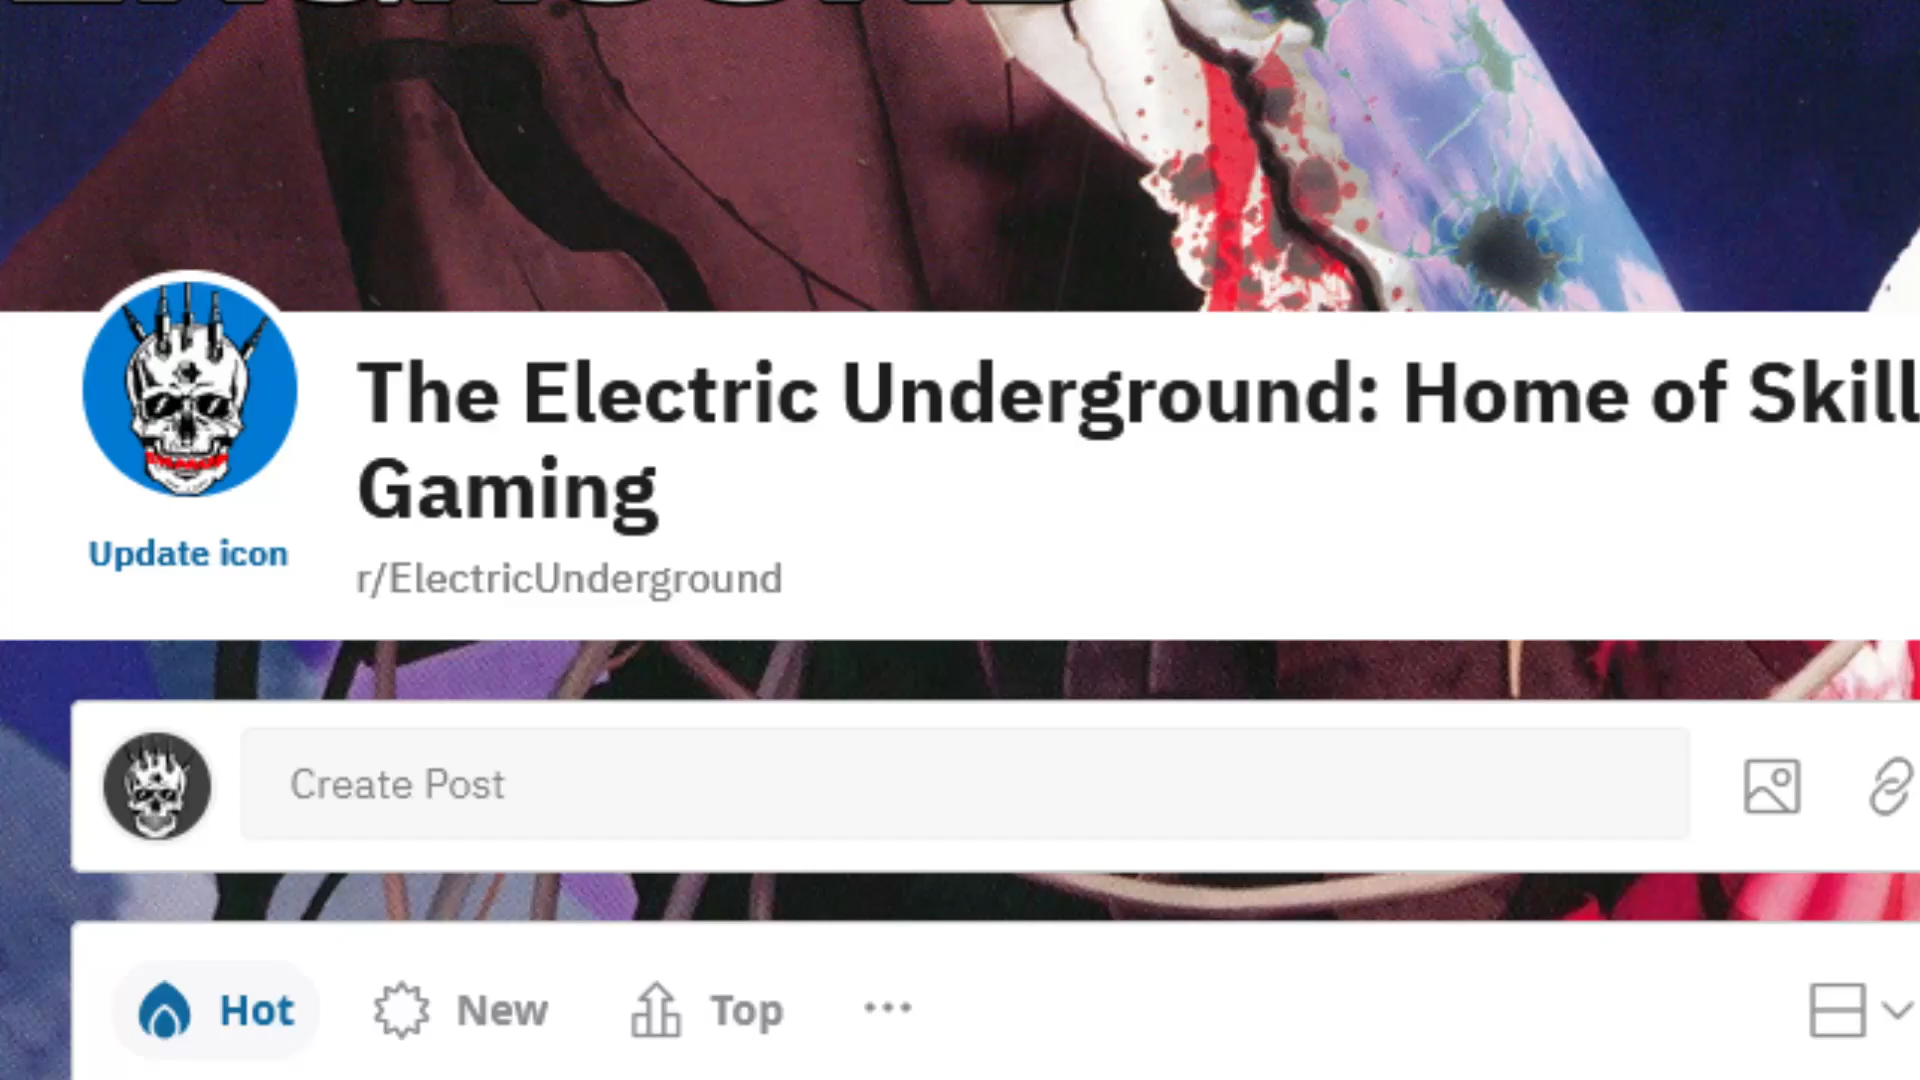 The Electric Underground: Home of Skill
Gaming
Update icon
r/ElectricUnderground
Create Post
Hot New Top